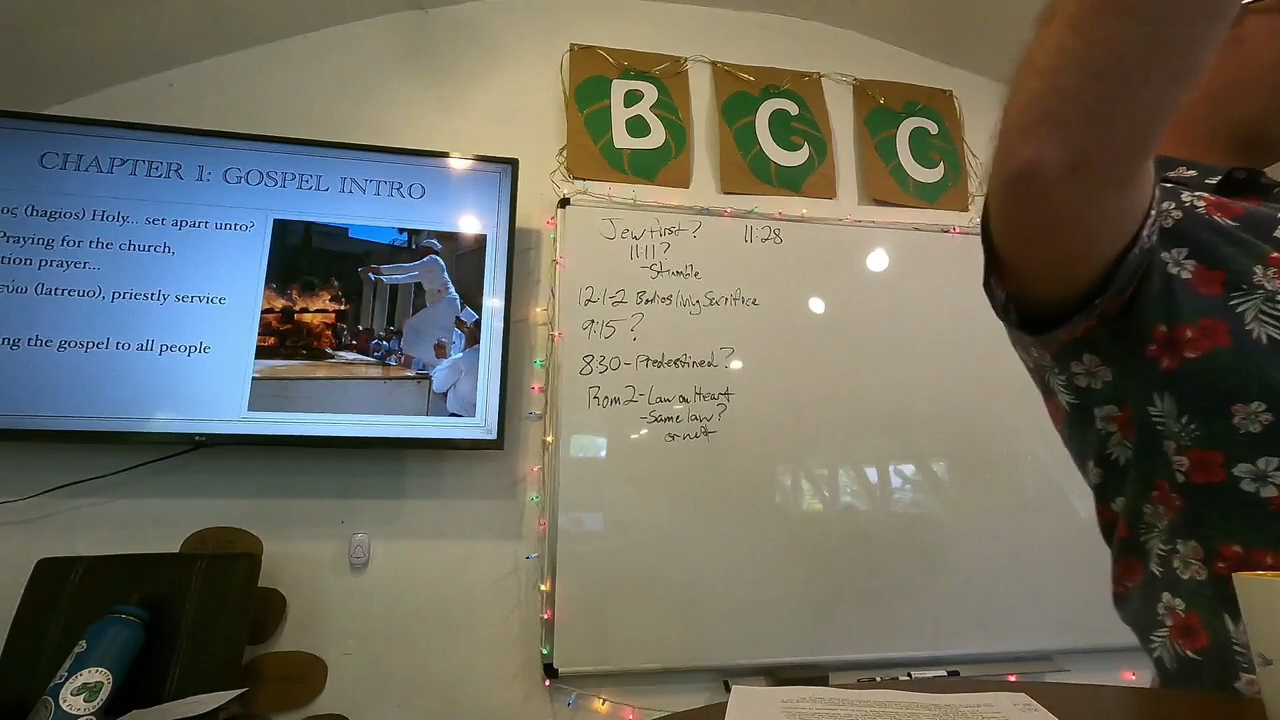 CHAPTER 1: GOSPEL INTRO
ος (hagios) Holy... set apart unto?
Praying for the church,
tion prayer...
εύω (latreuo), priestly service
ing the gospel to all people
LG
B C C
Jew first? 11:28
11:11?
-Stumble
12:1-2 Bodies/living Sacrifice
9:15?
8:30-Predestined?
Rom 2-Law on Heart
-Same law?
or not